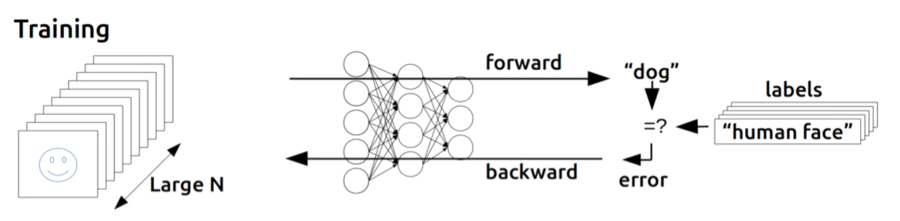 Training
Large N
forward
backward
"dog"
=?
error
labels
"human face"